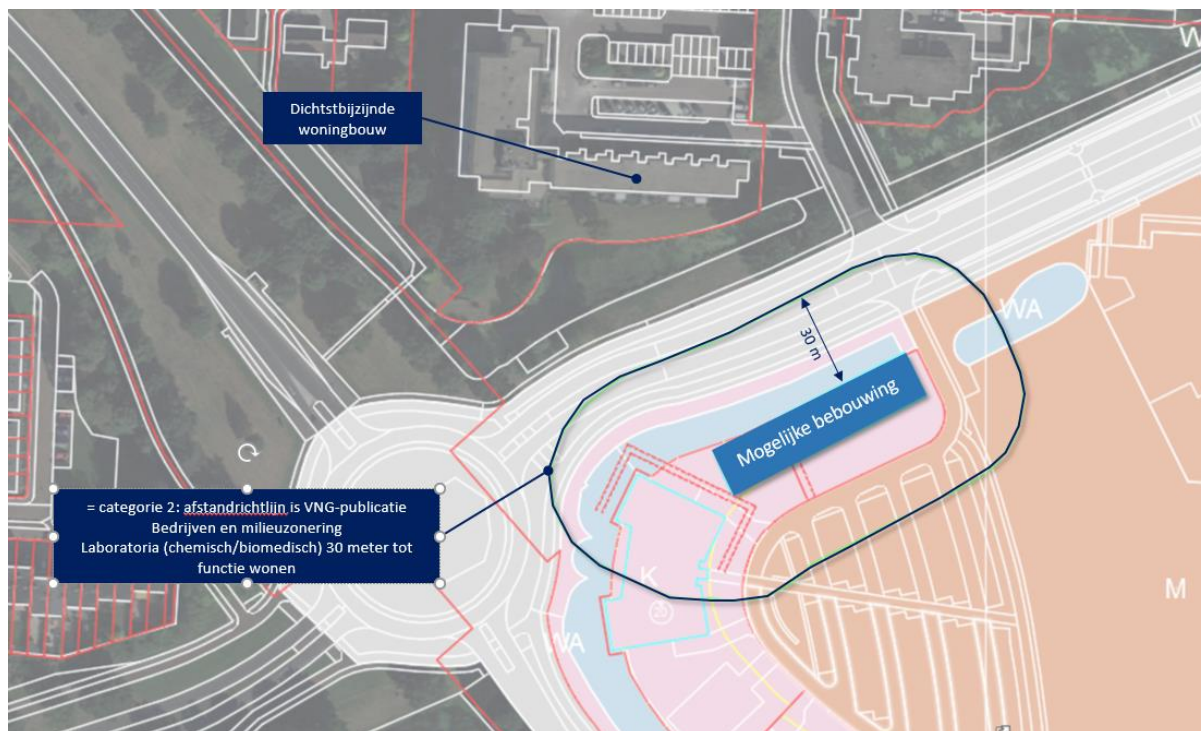 W
Dichtstbijzijnde
woningbouw
WA
30 m
Mogelijke bebouwing
= categorie 2: afstandrichtlijn is VNG-publicatie
Bedrijven en milieuzonering
Laboratoria (chemisch/biomedisch) 30 meter tot
functie wonen
K
25
M
WA